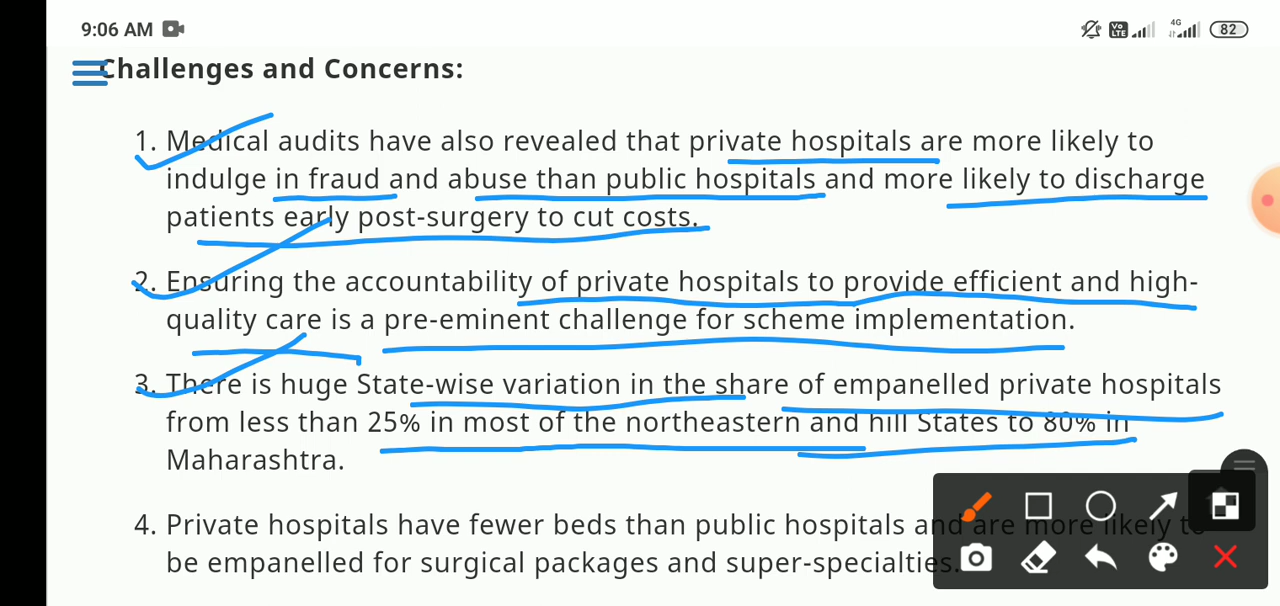 9:06 AM
Vo LTE
4G
82
Challenges and Concerns:
1. Medical audits have also revealed that private hospitals are more likely to
indulge in fraud and abuse than public hospitals and more likely to discharge
patients early post-surgery to cut costs.
2. Ensuring the accountability of private hospitals to provide efficient and high-
quality care is a pre-eminent challenge for scheme implementation.
3. There is huge State-wise variation in the share of empanelled private hospitals
from less than 25% in most of the northeastern and hill States to 80% in
Maharashtra.
4. Private hospitals have fewer beds than public hospitals and are more likely to
be empanelled for surgical packages and super-specialties.